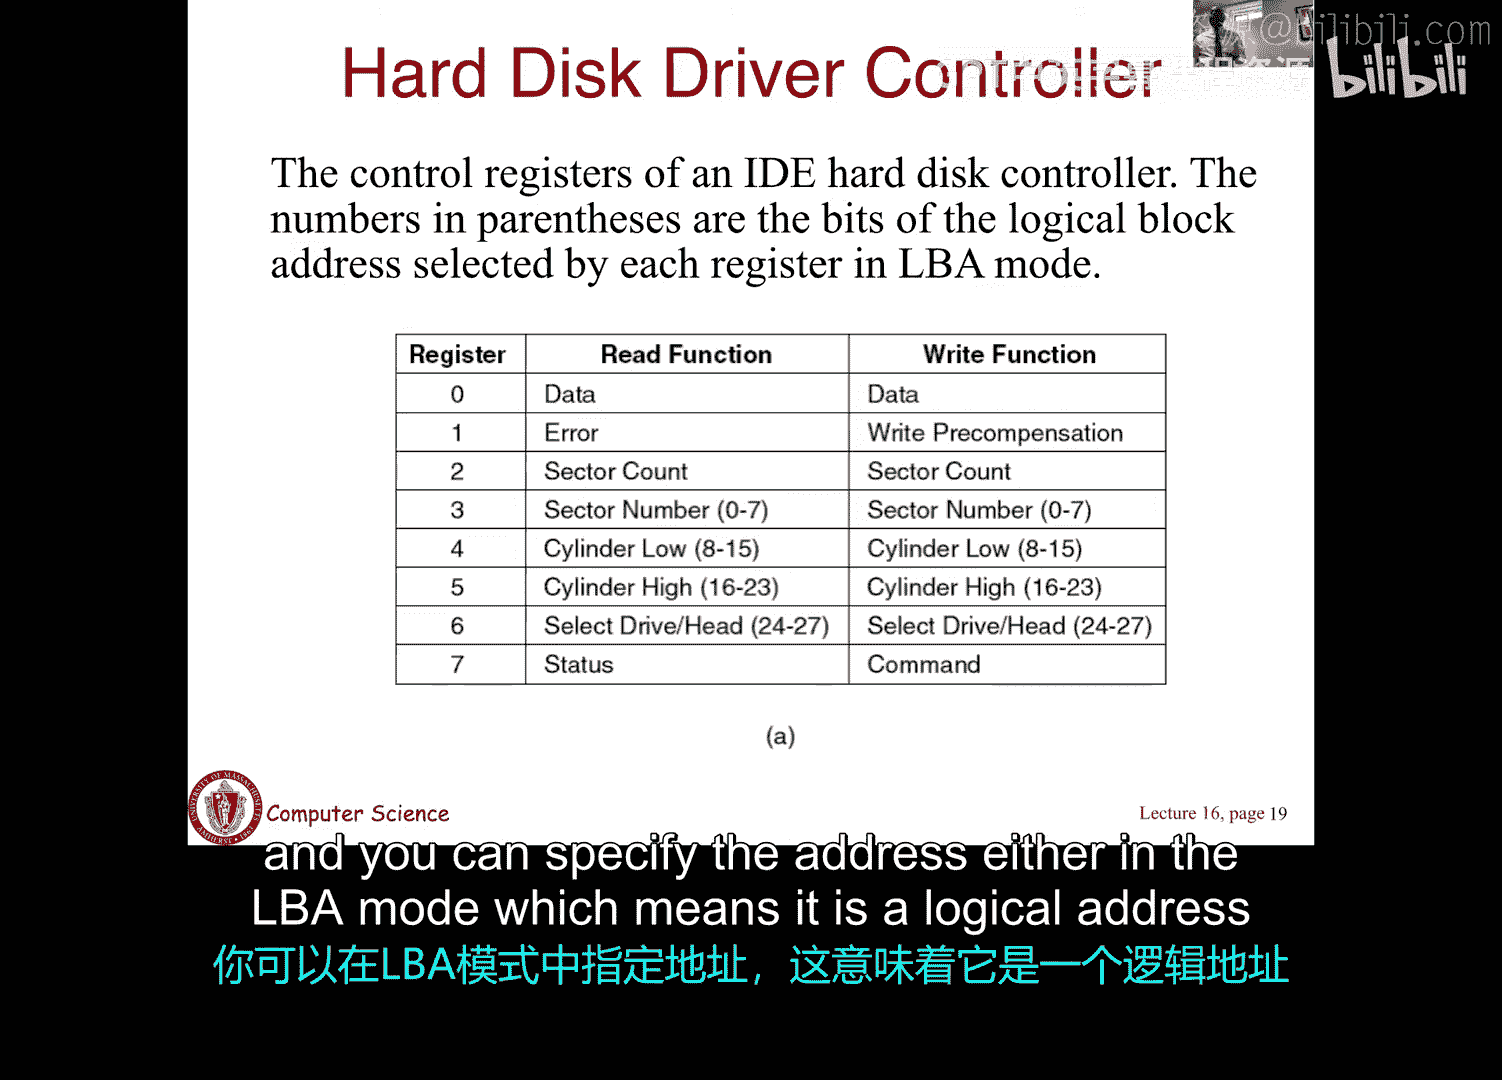 @bilibili.com
bilibili
Hard Disk Driver Controller
The control registers of an IDE hard disk controller. The
numbers in parentheses are the bits of the logical block
address selected by each register in LBA mode.
Register Read Function Write Function
0 Data Data
1 Error Write Precompensation
2 Sector Count Sector Count
3 Sector Number (0-7) Sector Number (0-7)
4 Cylinder Low (8-15) Cylinder Low (8-15)
5 Cylinder High (16-23) Cylinder High (16-23)
6 Select Drive/Head (24-27) Select Drive/Head (24-27)
7 Status Command
(a)
UNIVERSITY OF MASSACHUSETTS
AMHERST 1863
Computer Science
Lecture 16, page 19
and you can specify the address either in the
LBA mode which means it is a logical address
你可以在LBA模式中指定地址，这意味着它是一个逻辑地址